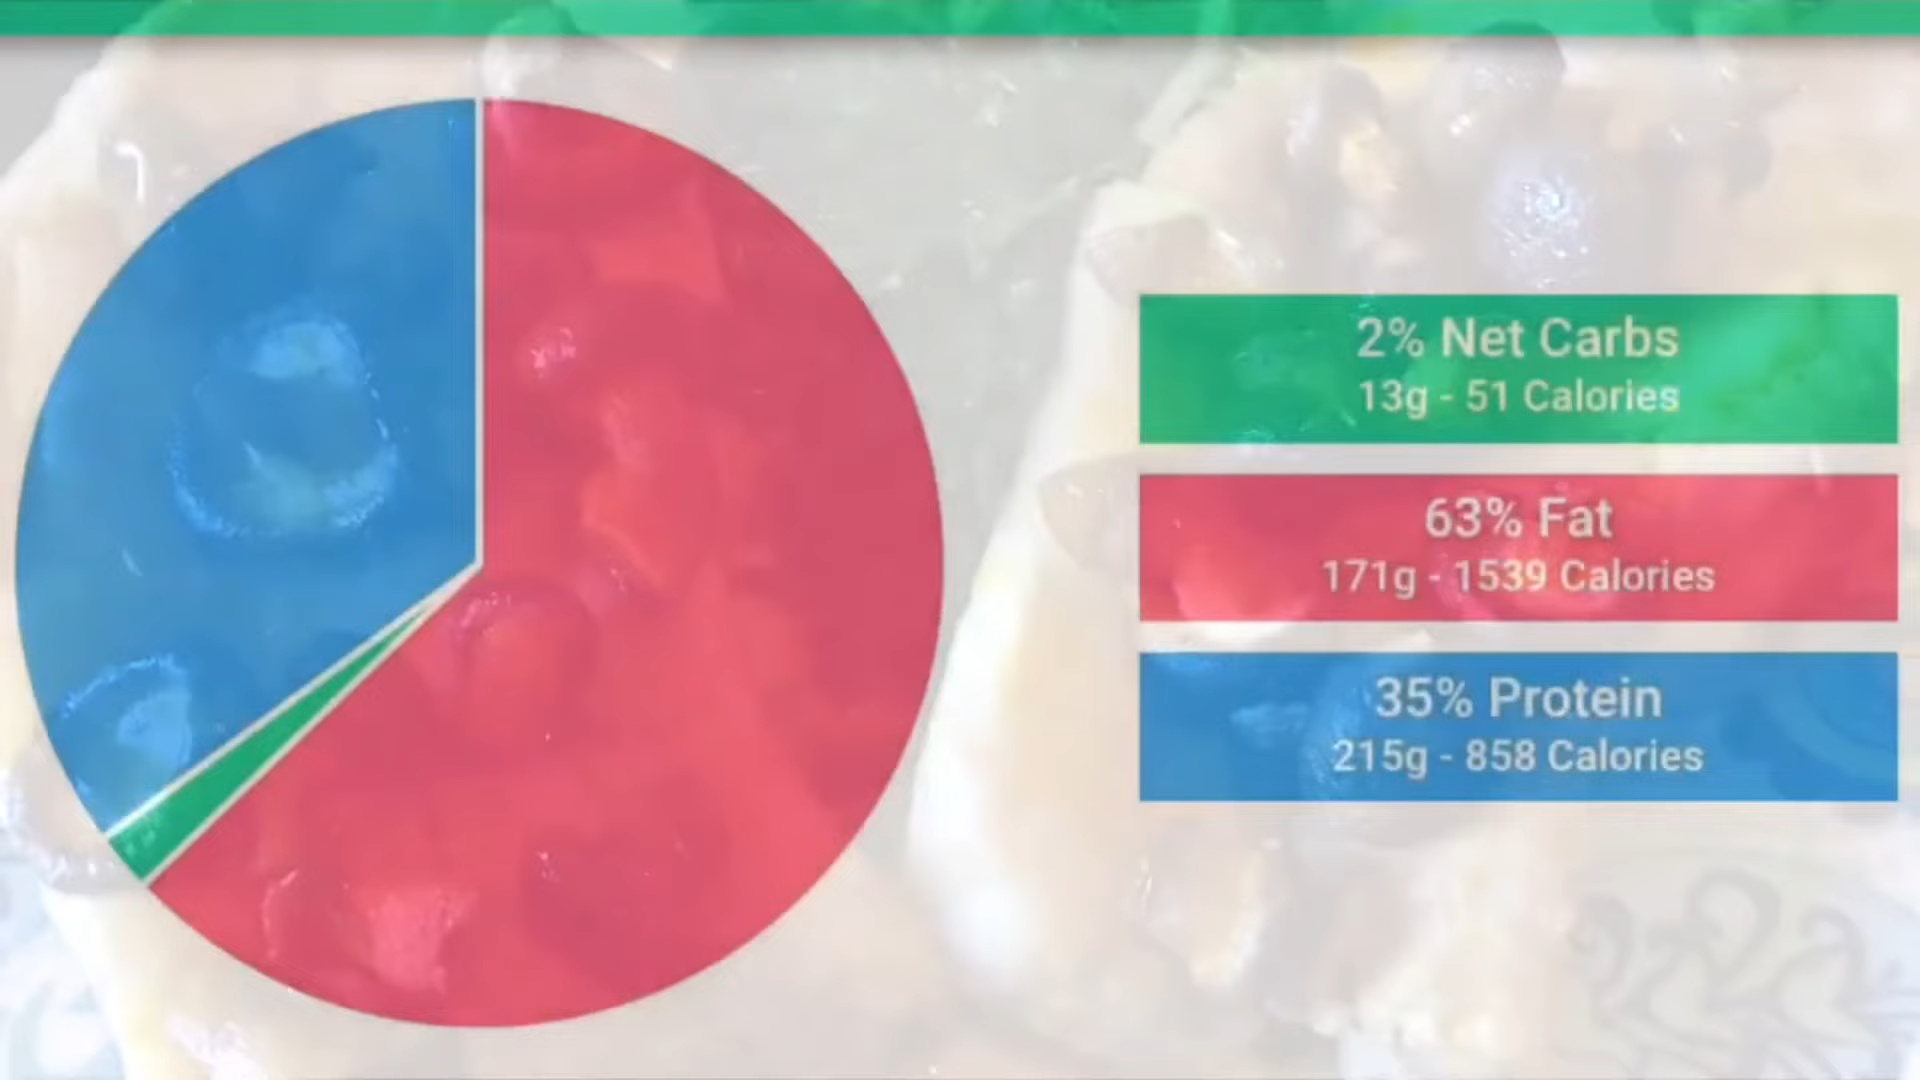 2% Net Carbs
13g - 51 Calories
63% Fat
171g - 1539 Calories
35% Protein
215g - 858 Calories